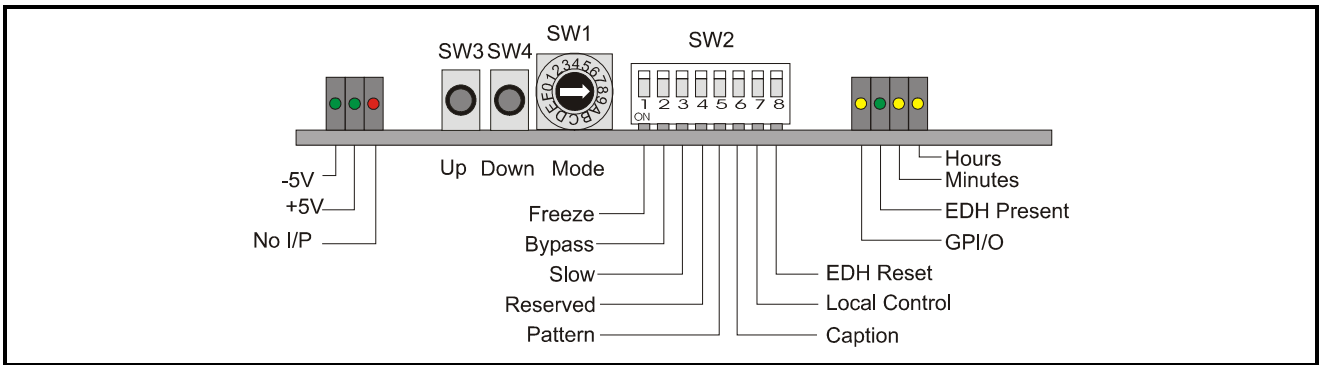 SW1
SW3 SW4
SW2
0123456789ABCDEF
1 2 3 4 5 6 7 8
ON
Up Down Mode
-5V
+5V
No I/P
Freeze
Bypass
Slow
Reserved
Pattern
Hours
Minutes
EDH Present
GPI/O
EDH Reset
Local Control
Caption